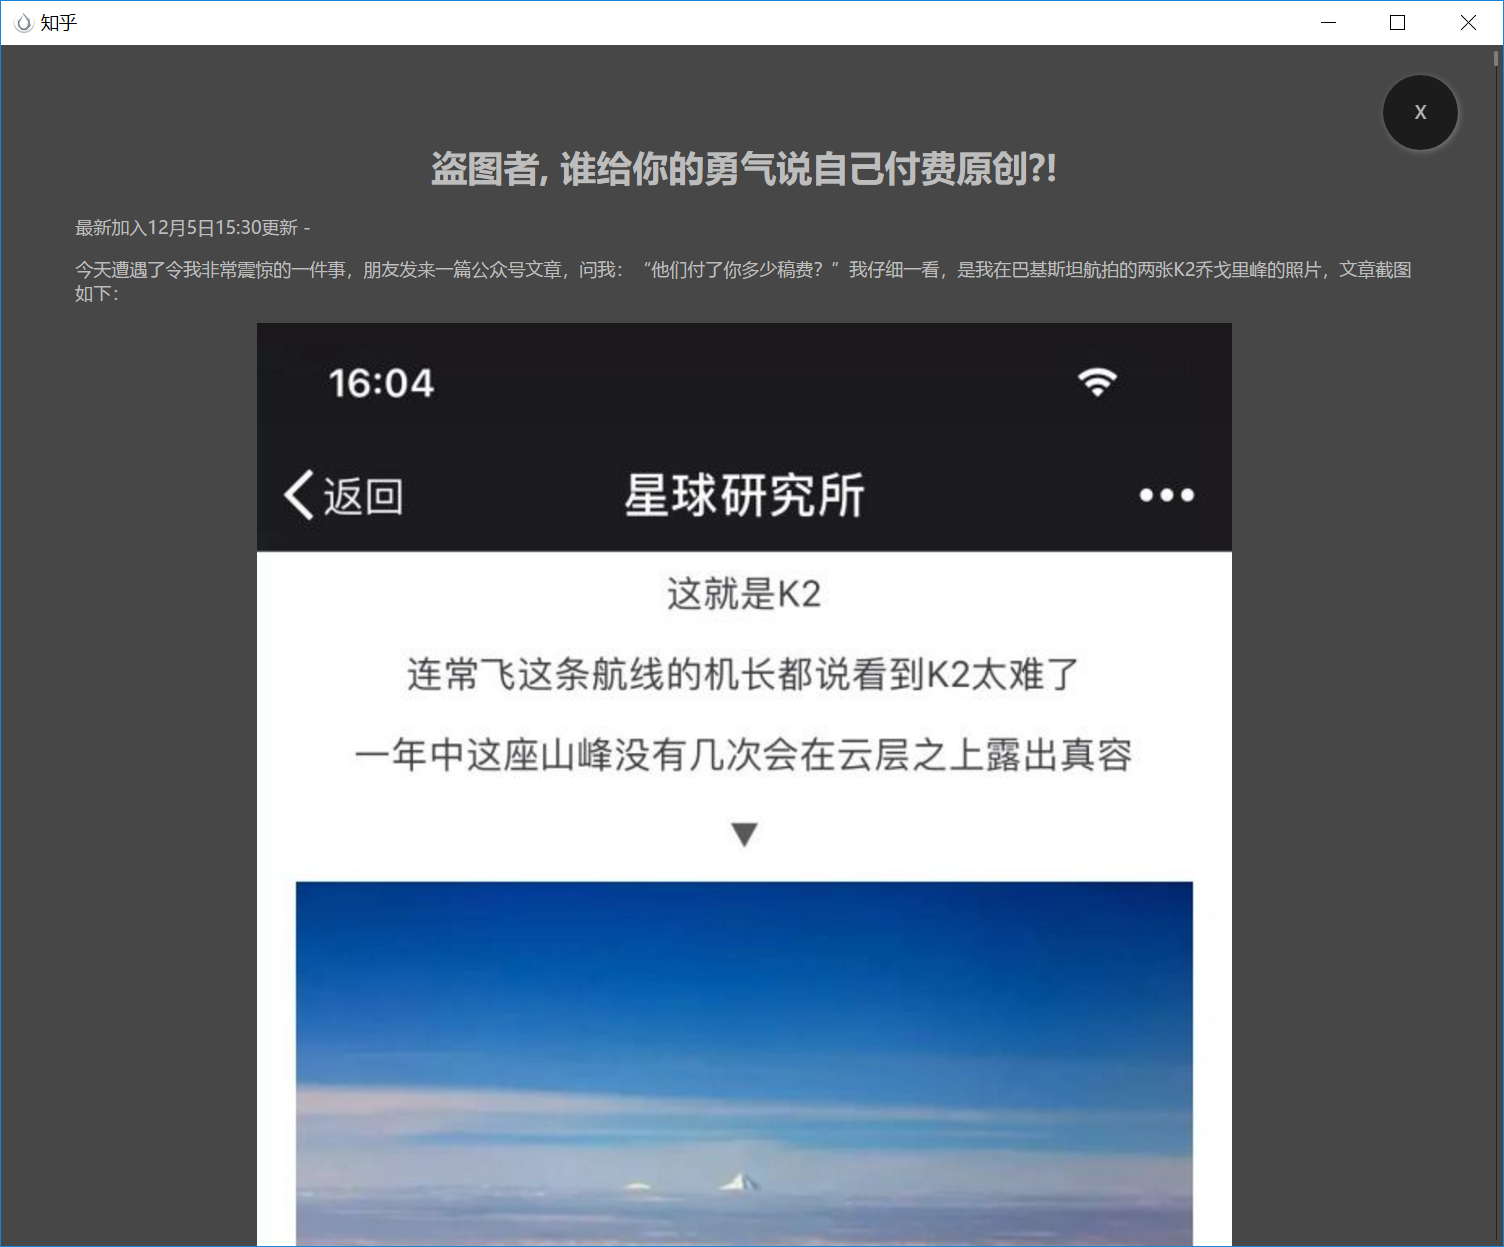 知乎
X
盗图者, 谁给你的勇气说自己付费原创?!
最新加入12月5日15:30更新 -
今天遭遇了令我非常震惊的一件事，朋友发来一篇公众号文章，问我：“他们付了你多少稿费？”我仔细一看，是我在巴基斯坦航拍的两张K2乔戈里峰的照片，文章截图
如下：
16:04
返回
星球研究所
这就是K2
连常飞这条航线的机长都说看到K2太难了
一年中这座山峰没有几次会在云层之上露出真容